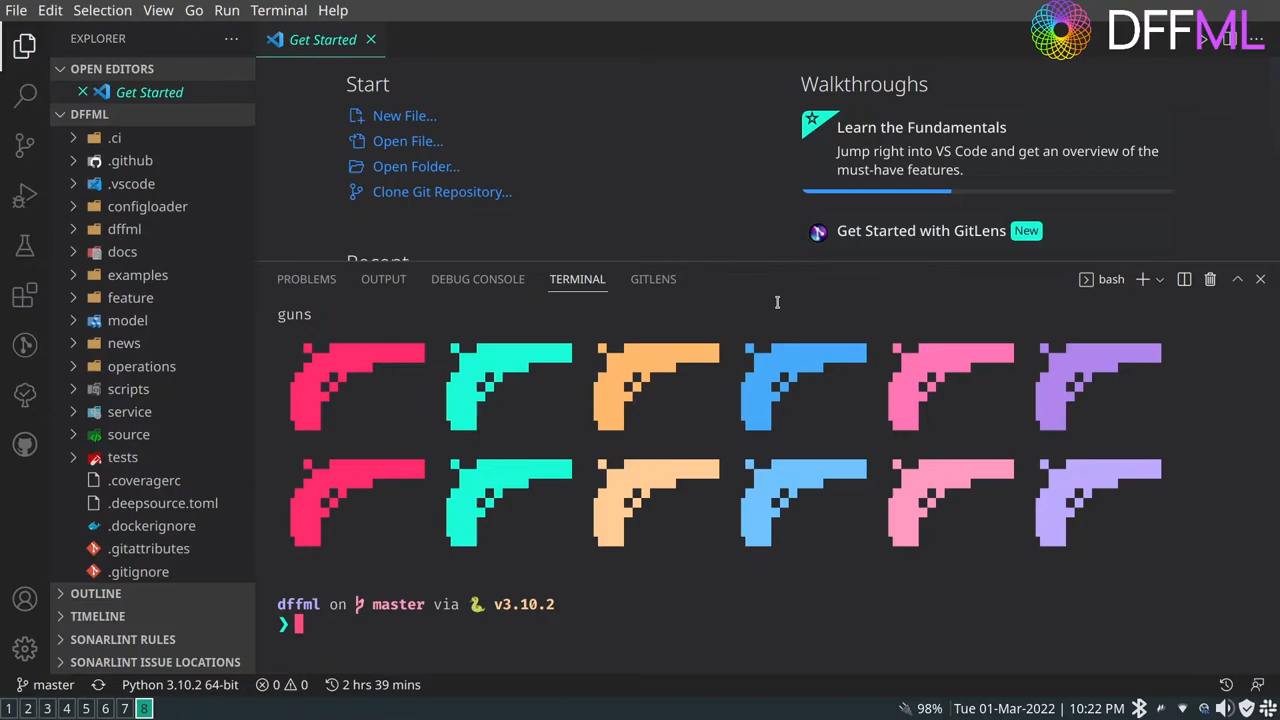 File Edit Selection View Go Run Terminal Help
DFFML
EXPLORER
Get Started
OPEN EDITORS
Get Started
DFFML
.ci
.github
.vscode
configloader
dffml
docs
examples
feature
model
news
operations
scripts
service
source
tests
.coveragerc
.deepsource.toml
.dockerignore
.gitattributes
.gitignore
OUTLINE
TIMELINE
SONARLINT RULES
SONARLINT ISSUE LOCATIONS
Start
New File...
Open File...
Open Folder...
Clone Git Repository...
Walkthroughs
Learn the Fundamentals
Jump right into VS Code and get an overview of the
must-have features.
Get Started with GitLens New
PROBLEMS OUTPUT DEBUG CONSOLE TERMINAL GITLENS
bash
guns
dffml on master via 🐍 v3.10.2
❯
master Python 3.10.2 64-bit 0 0 2 hrs 39 mins
1 2 3 4 5 6 7 8 98% Tue 01-Mar-2022 10:22 PM